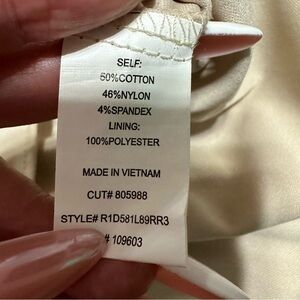 SELF:
50%COTTON
46%NYLON
4%SPANDEX
LINING:
100%POLYESTER
MADE IN VIETNAM
CUT# 805988
STYLE# R1D581L89RR3
# 109603